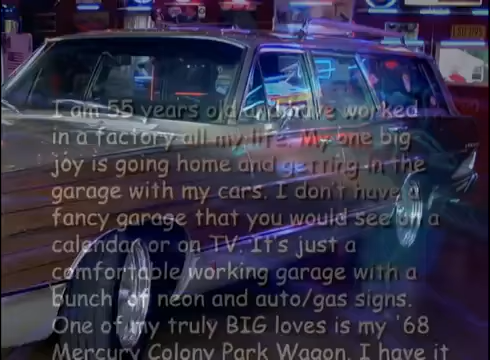 I am 55 years old and have worked
in a factory all my life. My one big
joy is going home and getting in the
garage with my cars. I don't have a
fancy garage that you would see on a
calendar or on TV. It's just a
comfortable working garage with a
bunch of neon and auto/gas signs.
One of my truly BIG loves is my '68
Mercury Colony Park Wagon. I have it